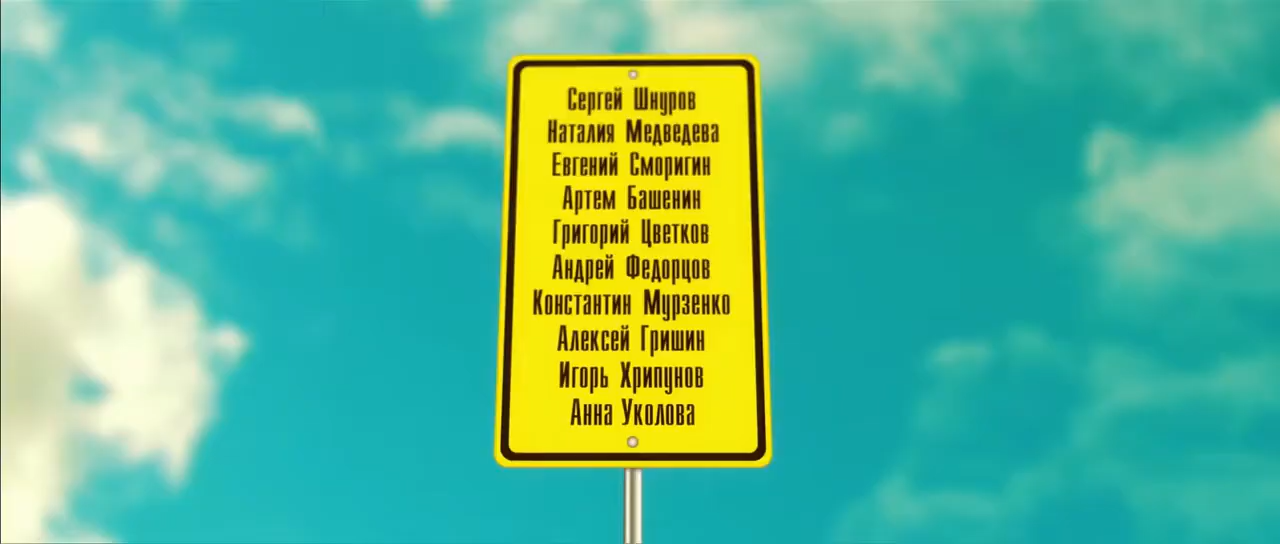 Сергей Шнуров
Наталия Медведева
Евгений Сморигин
Артем Башенин
Григорий Цветков
Андрей Федорцов
Константин Мурзенко
Алексей Гришин
Игорь Хрипунов
Анна Уколова